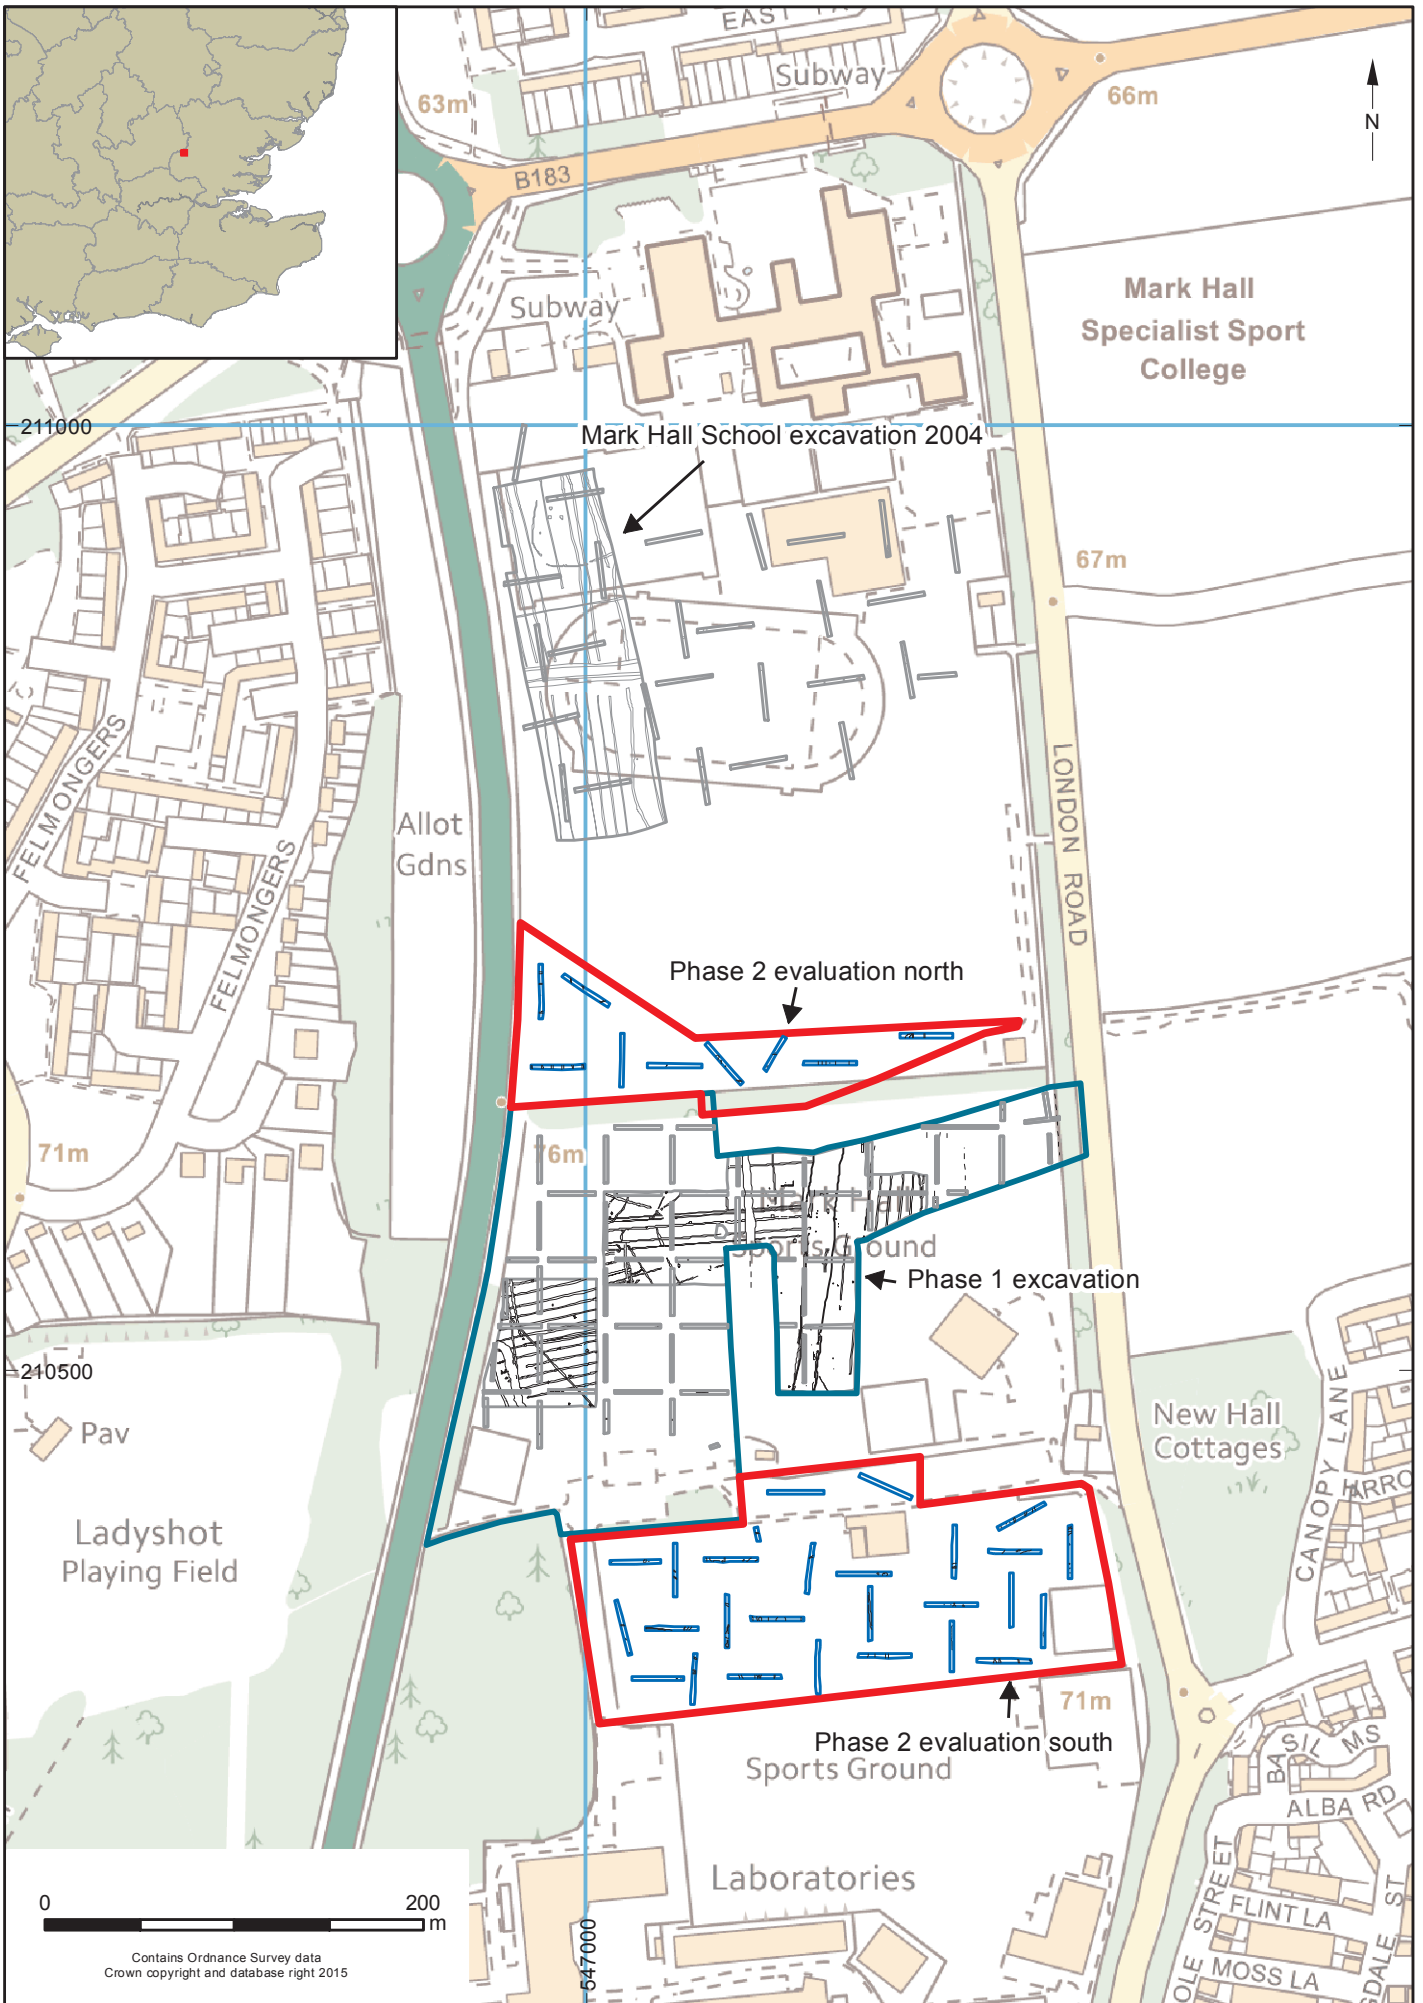 EAST
Subway
63m
66m
N
B183
Subway
Mark Hall
Specialist Sport
College
211000
Mark Hall School excavation 2004
67m
FELMONGERS
FELMONGERS
Allot
Gdns
LONDON ROAD
Phase 2 evaluation north
71m
76m
Mark Hall
Sports Ground
Phase 1 excavation
210500
Pav
New Hall
Cottages
CANOPY LANE
Ladyshot
Playing Field
71m
Phase 2 evaluation south
Sports Ground
BASIL MS
ALBA RD
Laboratories
0
200
m
STREET
FLINT LA
MOSS LA
547000
Contains Ordnance Survey data
Crown copyright and database right 2015